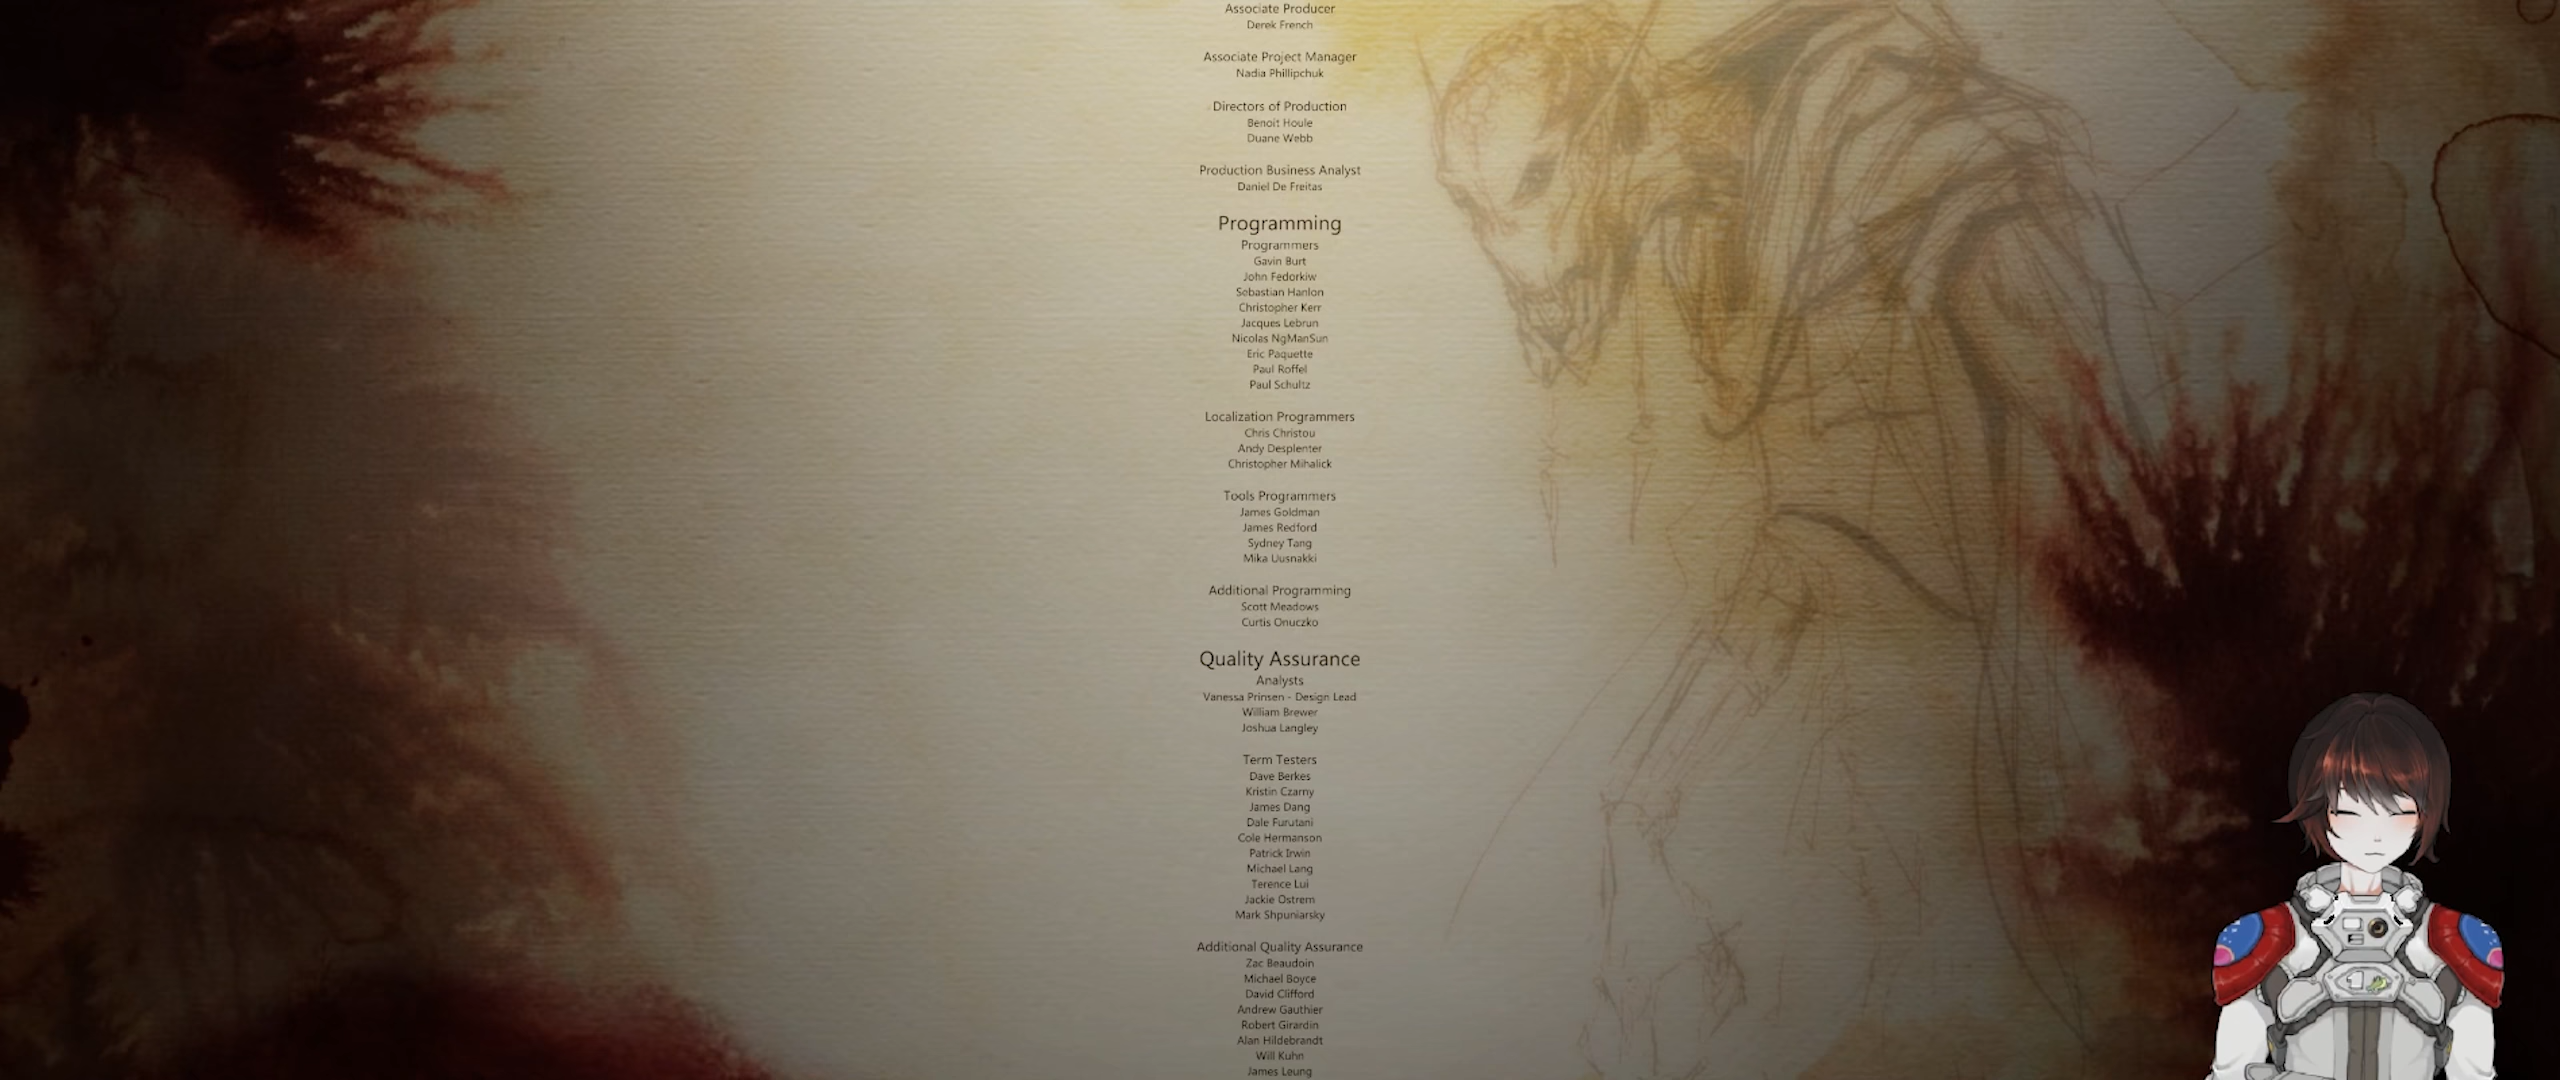 Associate Producer
Derek French
Associate Project Manager
Nadia Phillipchuk
Directors of Production
Benoit Houle
Duane Webb
Production Business Analyst
Daniel De Freitas
Programming
Programmers
Gavin Burt
John Fedorkiw
Sebastian Hanlon
Christopher Kerr
Jacques Lebrun
Nicolas NgManSun
Eric Paquette
Paul Roffel
Paul Schultz
Localization Programmers
Chris Christou
Andy Desplenter
Christopher Mihalick
Tools Programmers
James Goldman
James Redford
Sydney Tang
Mika Uusnakki
Additional Programming
Scott Meadows
Curtis Onuczko
Quality Assurance
Analysts
Vanessa Prinsen - Design Lead
William Brewer
Joshua Langley
Term Testers
Dave Berkes
Kristin Czarny
James Dang
Dale Furutani
Cole Hermanson
Patrick Irwin
Michael Lang
Terence Lui
Jackie Ostrem
Mark Shpuniarsky
Additional Quality Assurance
Zac Beaudoin
Michael Boyce
David Clifford
Andrew Gauthier
Robert Girardin
Alan Hildebrandt
Will Kuhn
James Leung